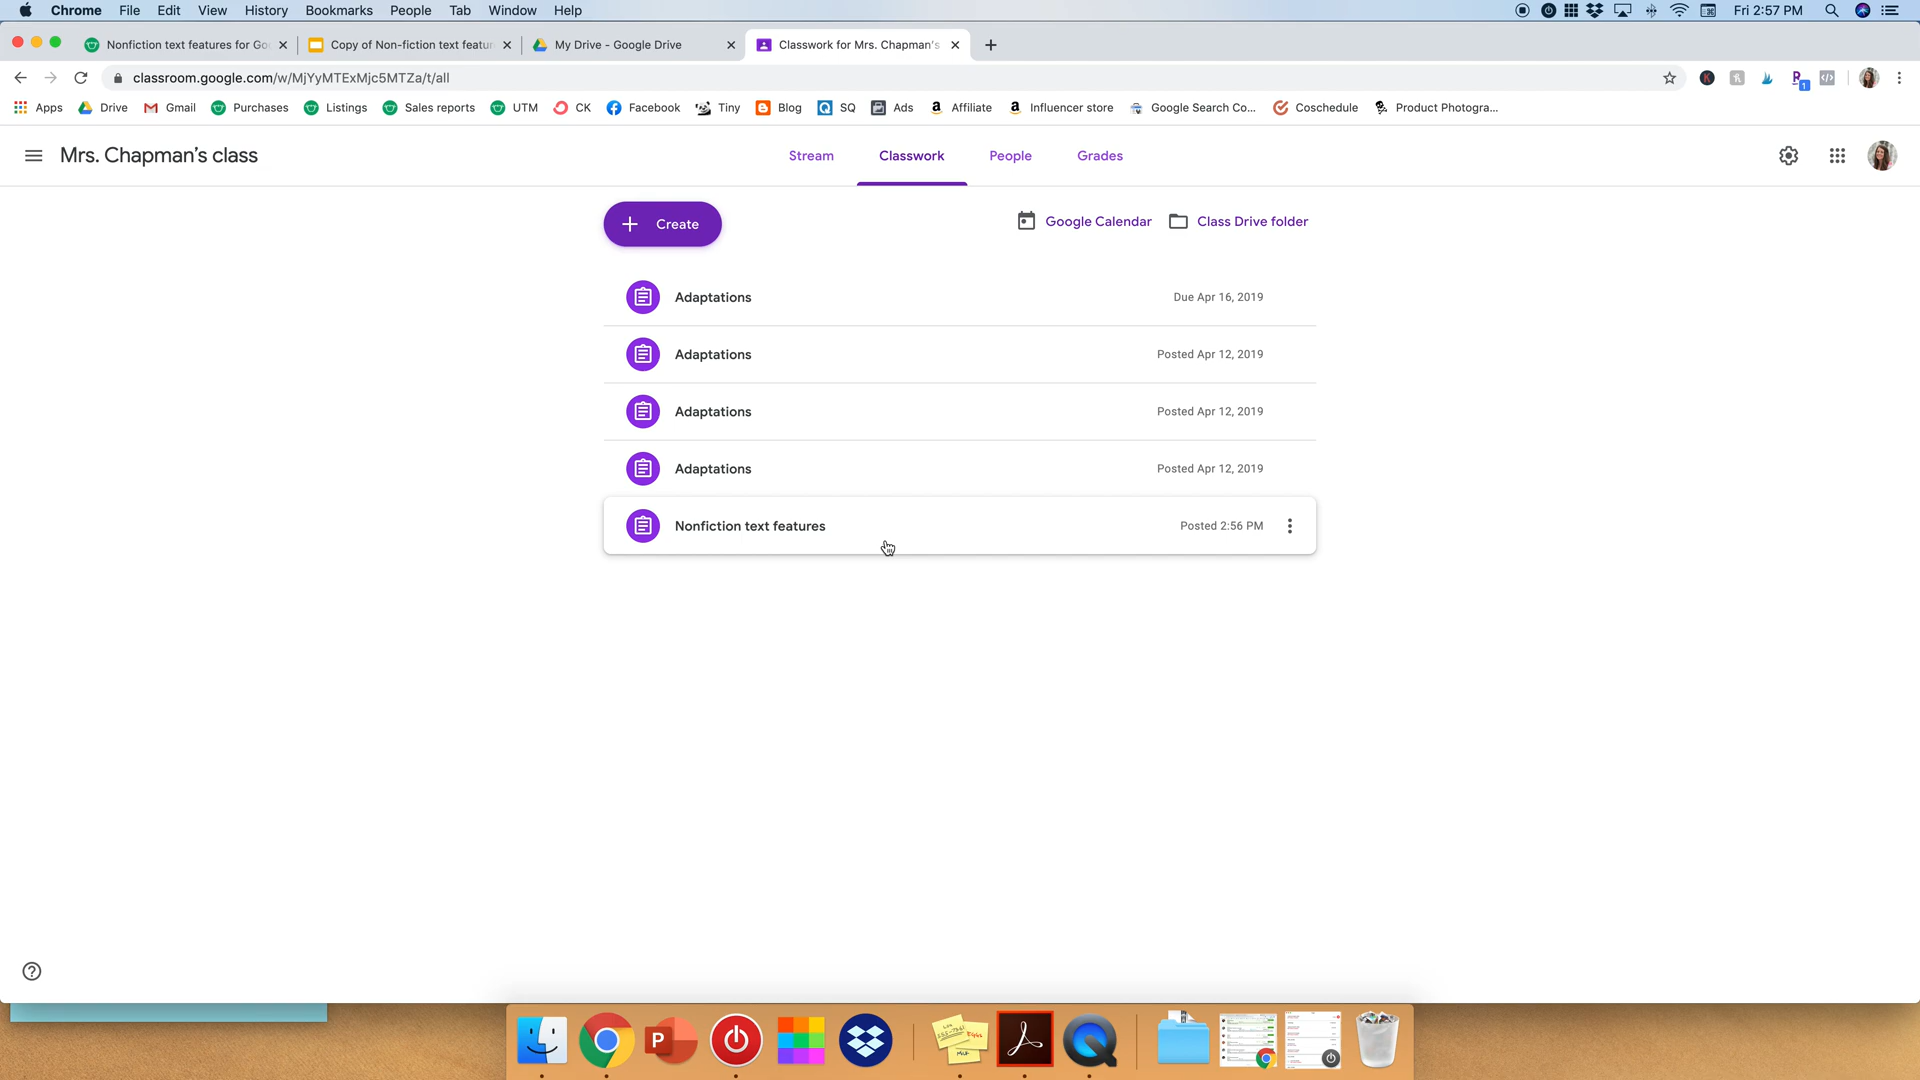 Chrome File Edit View History Bookmarks People Tab Window Help Fri 2:57 PM
Nonfiction text features for Go Copy of Non-fiction text featur My Drive - Google Drive Classwork for Mrs. Chapman's
classroom.google.com/w/MjYyMTExMjc5MTZa/t/all
Apps Drive Gmail Purchases Listings Sales reports UTM CK Facebook Tiny Blog SQ Ads Affiliate Influencer store Google Search Co... Coschedule Product Photogra...
Mrs. Chapman's class Stream Classwork People Grades
Create Google Calendar Class Drive folder
Adaptations Due Apr 16, 2019
Adaptations Posted Apr 12, 2019
Adaptations Posted Apr 12, 2019
Adaptations Posted Apr 12, 2019
Nonfiction text features Posted 2:56 PM